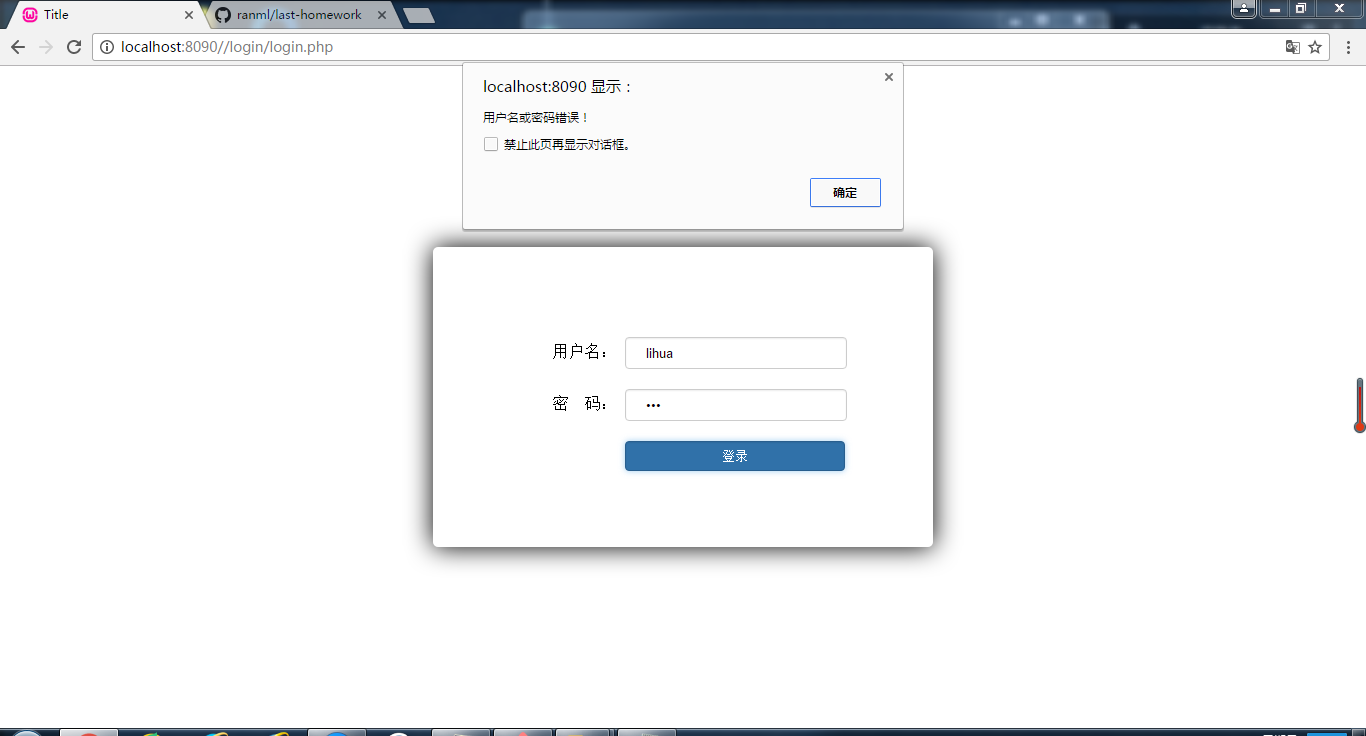 Title
ranml/last-homework
localhost:8090//login/login.php
localhost:8090 显示：
用户名或密码错误！
禁止此页再显示对话框。
确定
用户名： lihua
密 码： •••
登录